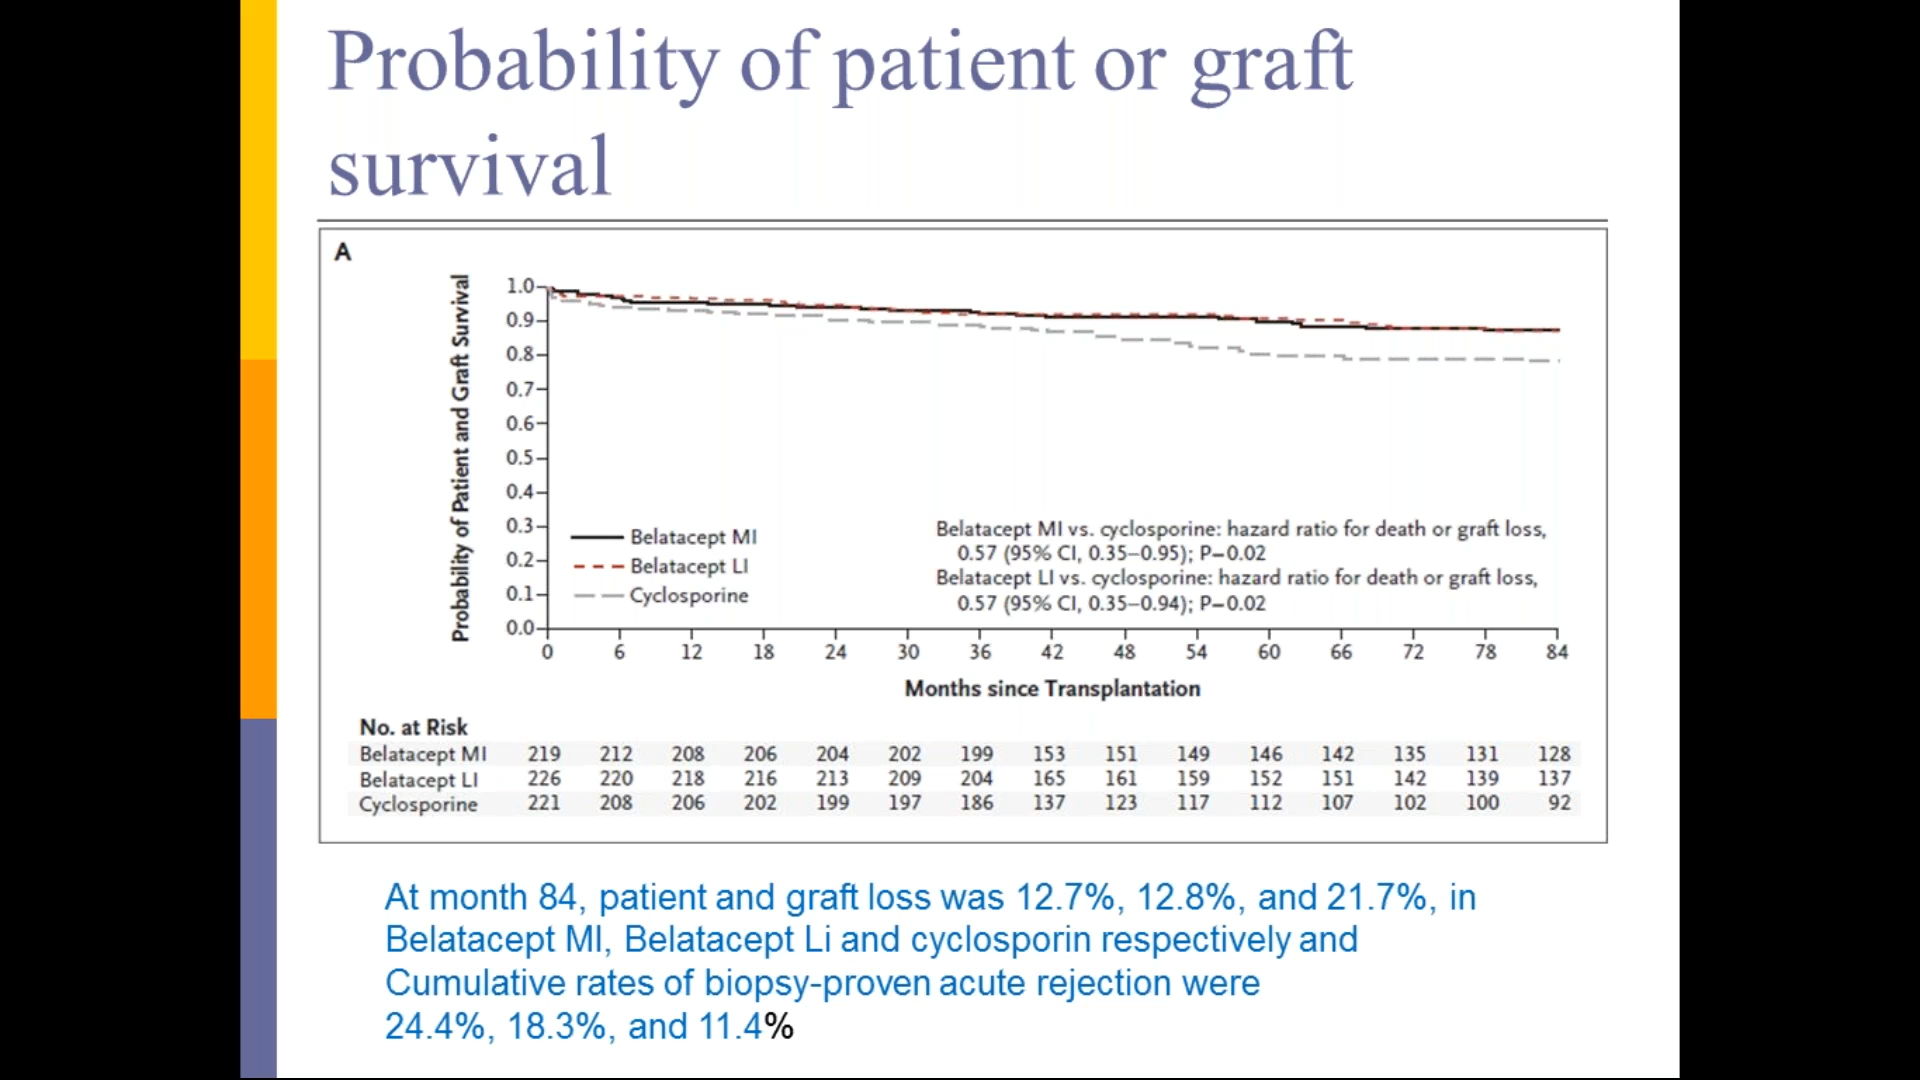 Probability of patient or graft
survival
A
Probability of Patient and Graft Survival
1.0
0.9
0.8
0.7
0.6
0.5
0.4
0.3
0.2
0.1
0.0
Belatacept MI
Belatacept LI
Cyclosporine
Belatacept MI vs. cyclosporine: hazard ratio for death or graft loss,
0.57 (95% CI, 0.35–0.95); P–0.02
Belatacept LI vs. cyclosporine: hazard ratio for death or graft loss,
0.57 (95% CI, 0.35–0.94); P–0.02
0 6 12 18 24 30 36 42 48 54 60 66 72 78 84
Months since Transplantation
No. at Risk
Belatacept MI 219 212 208 206 204 202 199 153 151 149 146 142 135 131 128
Belatacept LI 226 220 218 216 213 209 204 165 161 159 152 151 142 139 137
Cyclosporine 221 208 206 202 199 197 186 137 123 117 112 107 102 100 92
At month 84, patient and graft loss was 12.7%, 12.8%, and 21.7%, in
Belatacept MI, Belatacept Li and cyclosporin respectively and
Cumulative rates of biopsy-proven acute rejection were
24.4%, 18.3%, and 11.4%